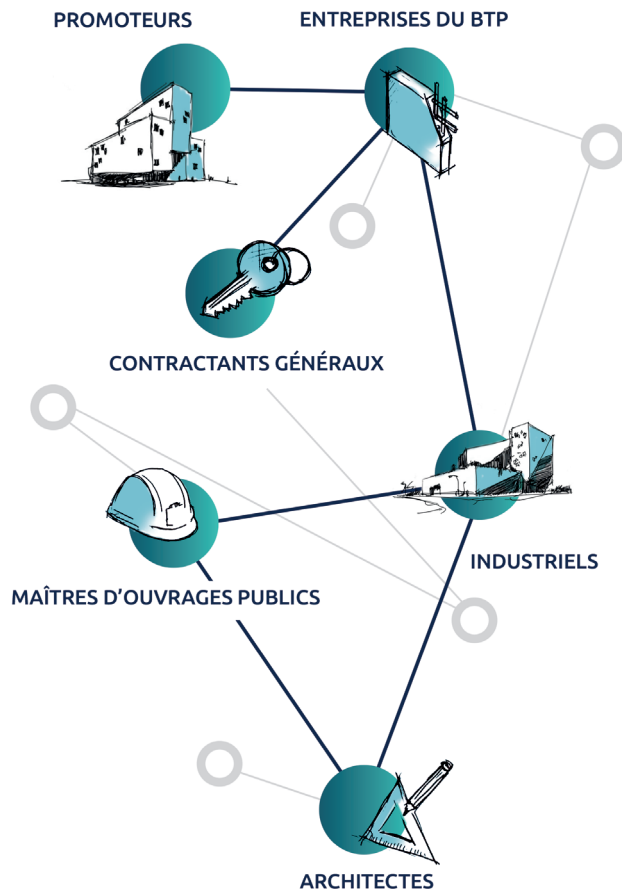 PROMOTEURS
ENTREPRISES DU BTP
CONTRACTANTS GÉNÉRAUX
INDUSTRIELS
MAÎTRES D’OUVRAGES PUBLICS
ARCHITECTES